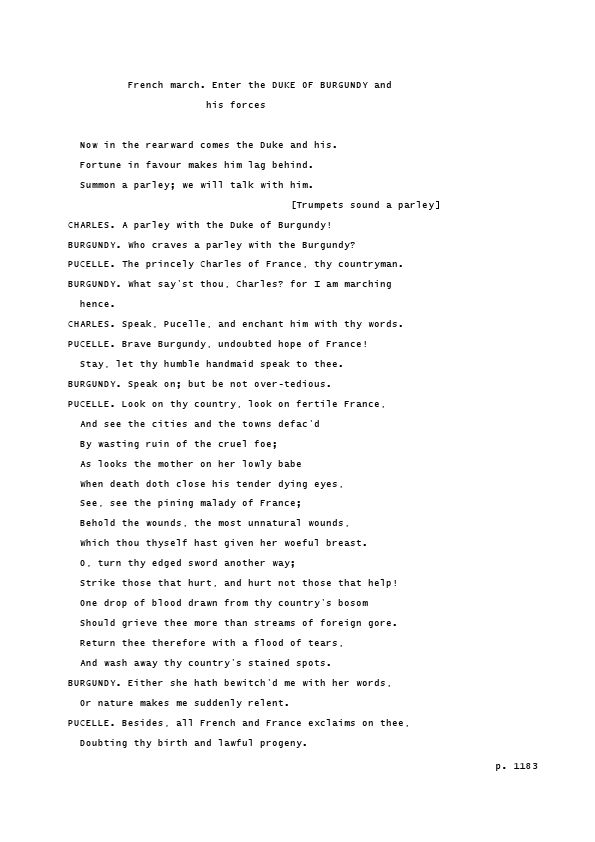 French march. Enter the DUKE OF BURGUNDY and
his forces
Now in the rearward comes the Duke and his.
Fortune in favour makes him lag behind.
Summon a parley; we will talk with him.
[Trumpets sound a parley]
CHARLES. A parley with the Duke of Burgundy!
BURGUNDY. Who craves a parley with the Burgundy?
PUCELLE. The princely Charles of France, thy countryman.
BURGUNDY. What say'st thou, Charles? for I am marching
hence.
CHARLES. Speak, Pucelle, and enchant him with thy words.
PUCELLE. Brave Burgundy, undoubted hope of France!
Stay, let thy humble handmaid speak to thee.
BURGUNDY. Speak on; but be not over-tedious.
PUCELLE. Look on thy country, look on fertile France,
And see the cities and the towns defac'd
By wasting ruin of the cruel foe;
As looks the mother on her lowly babe
When death doth close his tender dying eyes,
See, see the pining malady of France;
Behold the wounds, the most unnatural wounds,
Which thou thyself hast given her woeful breast.
O, turn thy edged sword another way;
Strike those that hurt, and hurt not those that help!
One drop of blood drawn from thy country's bosom
Should grieve thee more than streams of foreign gore.
Return thee therefore with a flood of tears,
And wash away thy country's stained spots.
BURGUNDY. Either she hath bewitch'd me with her words,
Or nature makes me suddenly relent.
PUCELLE. Besides, all French and France exclaims on thee,
Doubting thy birth and lawful progeny.
p. 1183